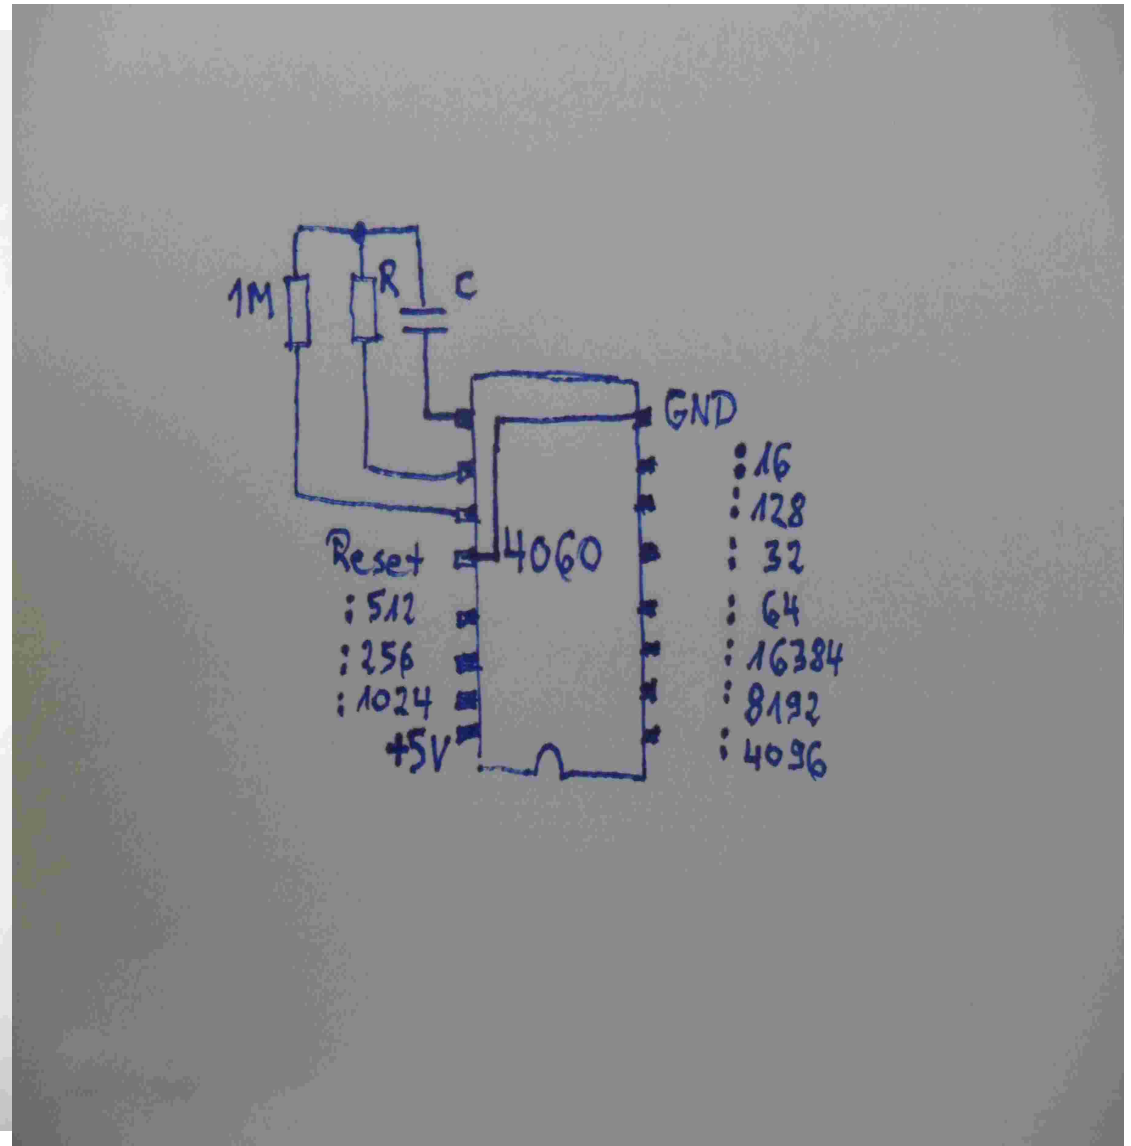 1M
R
C
GND
:16
:128
Reset
4060
: 32
:512
: 64
:256
: 16384
:1024
: 8192
+5V
: 4096